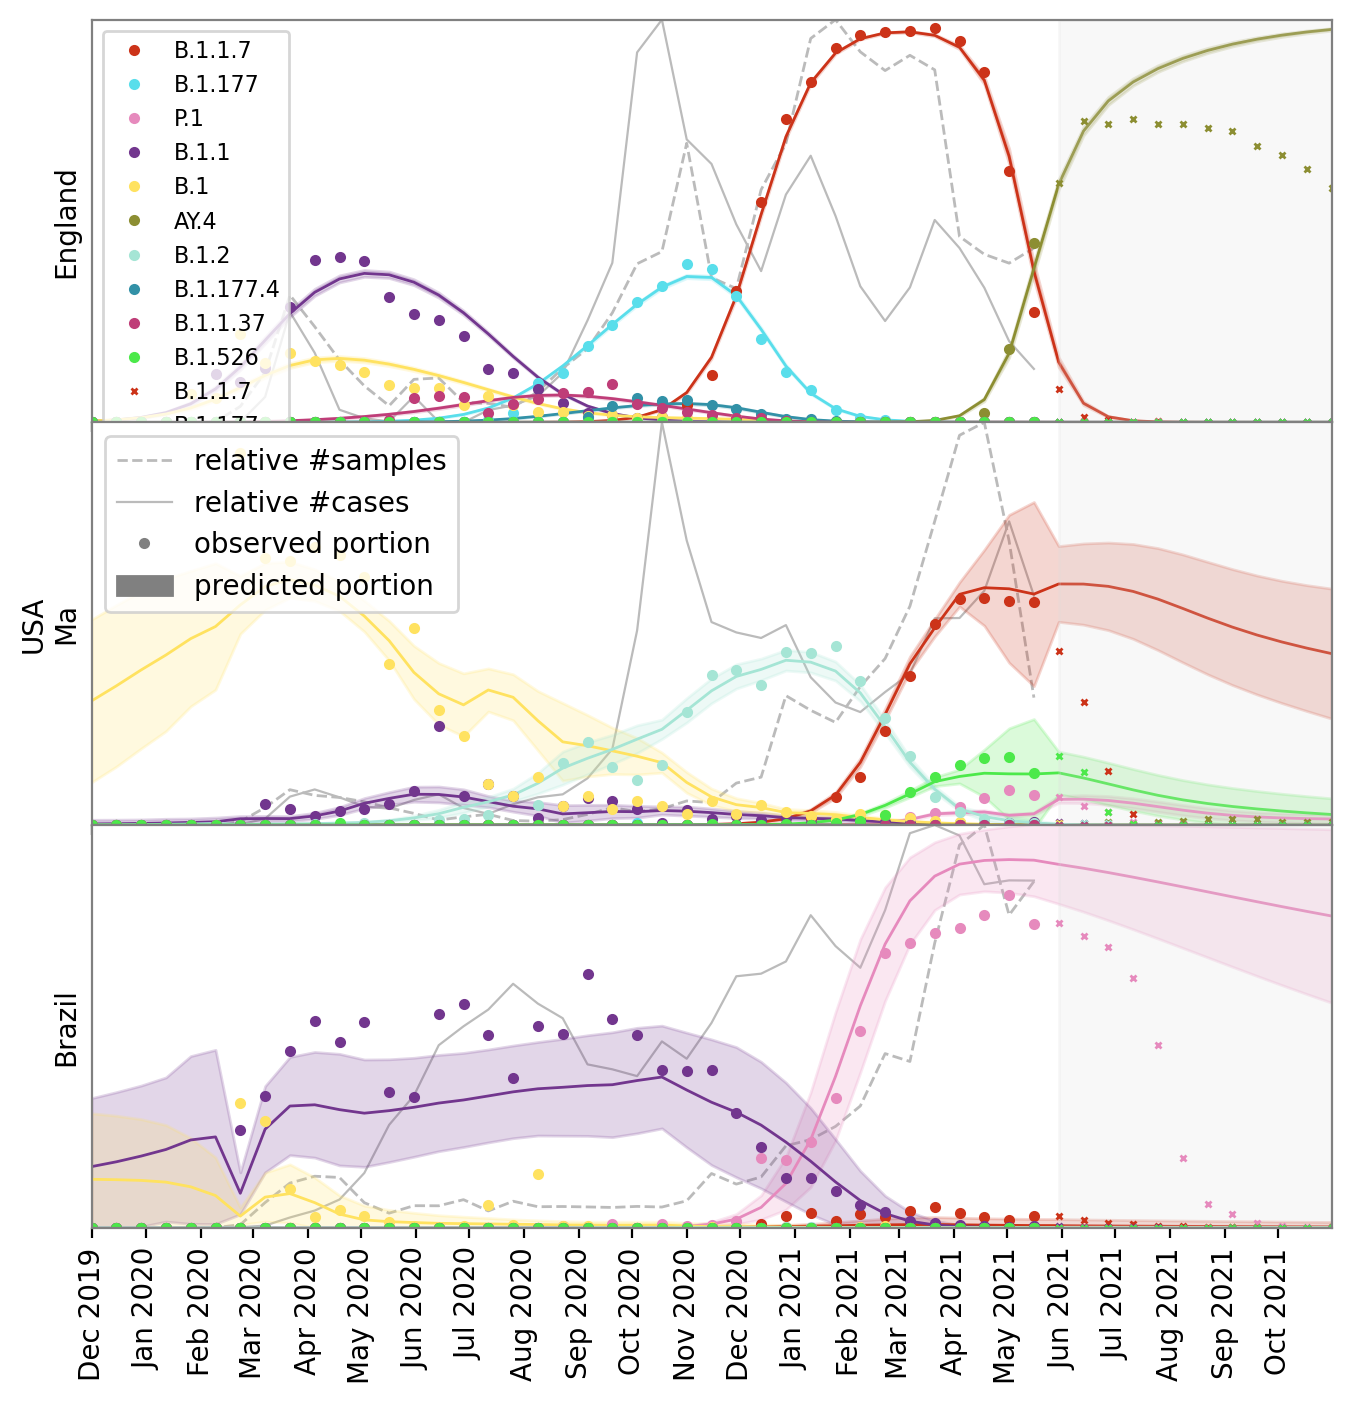 England
B.1.1.7
B.1.177
P.1
B.1.1
B.1
AY.4
B.1.2
B.1.177.4
B.1.1.37
B.1.526
B.1.1.7
B.1.177
USA
Ma
relative #samples
relative #cases
observed portion
predicted portion
Brazil
Dec 2019
Jan 2020
Feb 2020
Mar 2020
Apr 2020
May 2020
Jun 2020
Jul 2020
Aug 2020
Sep 2020
Oct 2020
Nov 2020
Dec 2020
Jan 2021
Feb 2021
Mar 2021
Apr 2021
May 2021
Jun 2021
Jul 2021
Aug 2021
Sep 2021
Oct 2021